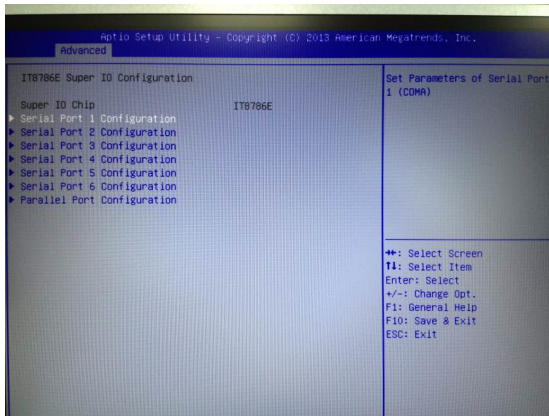 Aptio Setup Utility - Copyright (C) 2013 American Megatrends, Inc.
Advanced
IT8786E Super IO Configuration
Super IO Chip IT8786E
Serial Port 1 Configuration
Serial Port 2 Configuration
Serial Port 3 Configuration
Serial Port 4 Configuration
Serial Port 5 Configuration
Serial Port 6 Configuration
Parallel Port Configuration
Set Parameters of Serial Port
1 (COMA)
→←: Select Screen
↑↓: Select Item
Enter: Select
+/-: Change Opt.
F1: General Help
F10: Save & Exit
ESC: Exit